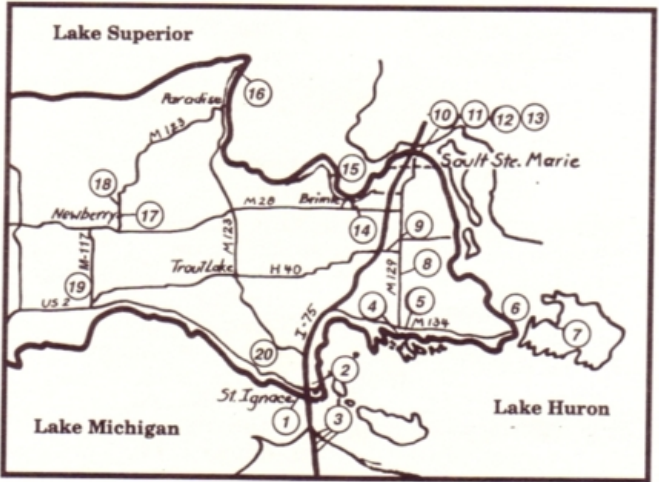 Lake Superior
16
Paradise
10 11 12 13
M 123
Sault Ste. Marie
15
18
Brimley
M 28
Newberry
17
14
9
M-117
M 123
Trout Lake
H 40
M 129
8
19
US 2
I-75
4
5
6
M 134
7
20
2
St. Ignace
Lake Huron
1
3
Lake Michigan